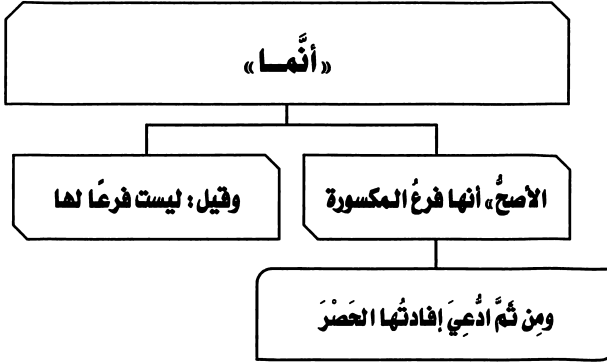 «أنَّمـا»
الأصحُّ» أنها فرعُ المكسورة
وقيل: ليست فرعًا لها
ومِن ثَمَّ ادُّعِيَ إفادتُها الحَصْرَ